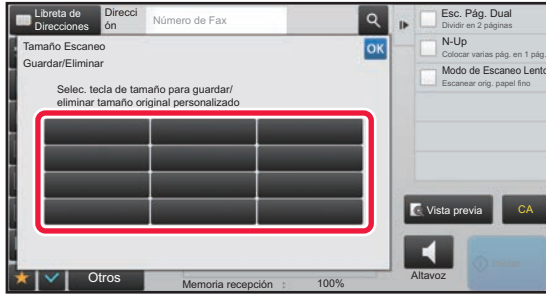 Libreta de
Direcciones
Direcci
ón
Número de Fax
Tamaño Escaneo
OK
Guardar/Eliminar
Selec. tecla de tamaño para guardar/
eliminar tamaño original personalizado
Esc. Pág. Dual
Dividir en 2 páginas
N-Up
Colocar varias pág. en 1 pág.
Modo de Escaneo Lento
Escanear orig. papel fino
Vista previa
CA
Altavoz
Otros
Memoria recepción : 100%